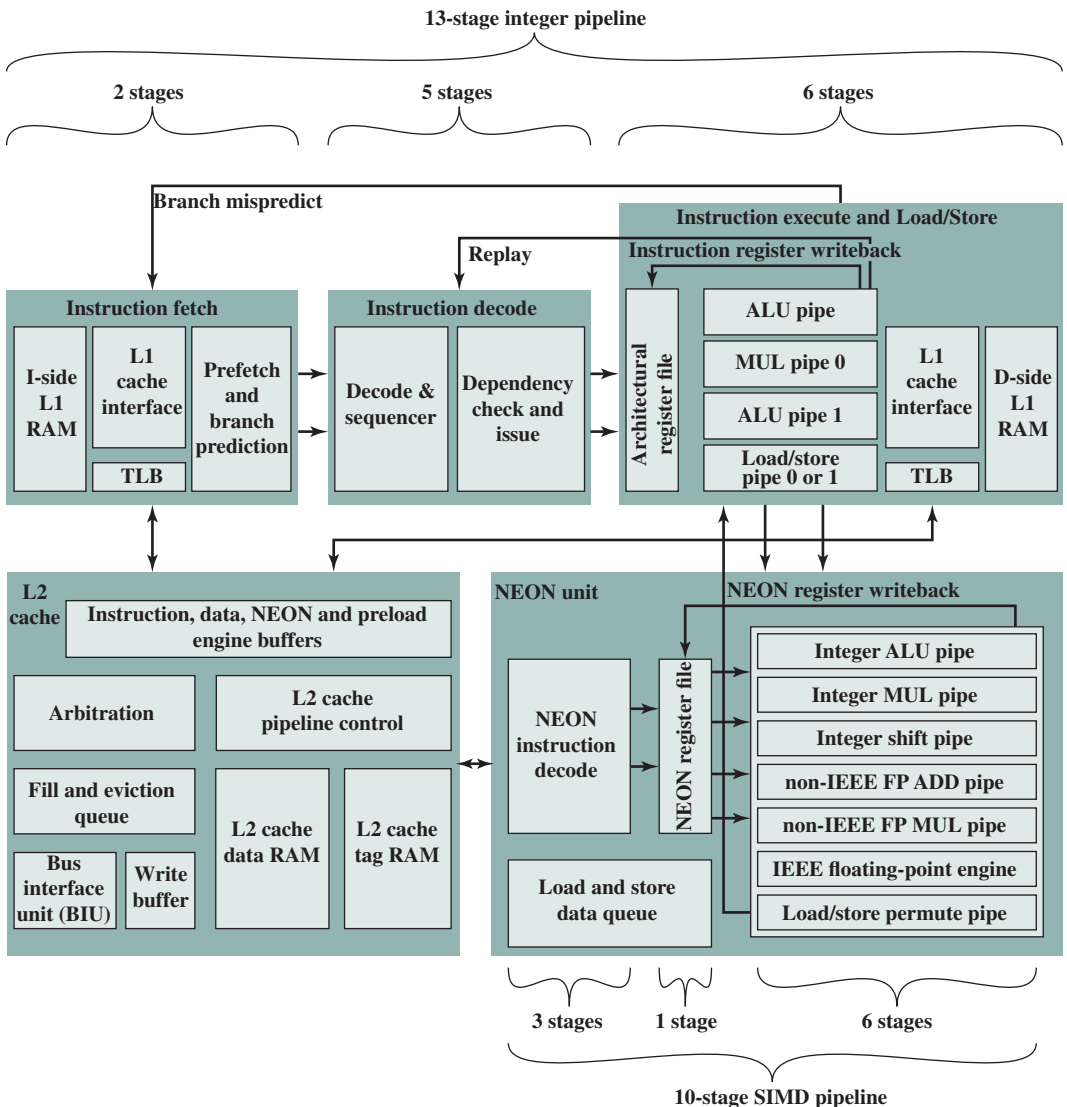 13-stage integer pipeline
2 stages
5 stages
6 stages
Branch mispredict
Instruction execute and Load/Store
Replay
Instruction register writeback
Instruction fetch
I-side
L1
RAM
L1
cache
interface
TLB
Prefetch
and
branch
prediction
Instruction decode
Decode &
sequencer
Dependency
check and
issue
Architectural
register file
ALU pipe
MUL pipe 0
ALU pipe 1
Load/store
pipe 0 or 1
L1
cache
interface
TLB
D-side
L1
RAM
L2
cache
Instruction, data, NEON and preload
engine buffers
Arbitration
L2 cache
pipeline control
Fill and eviction
queue
L2 cache
data RAM
L2 cache
tag RAM
Bus
interface
unit (BIU)
Write
buffer
NEON unit
NEON register writeback
NEON
instruction
decode
NEON register file
Integer ALU pipe
Integer MUL pipe
Integer shift pipe
non-IEEE FP ADD pipe
non-IEEE FP MUL pipe
IEEE floating-point engine
Load/store permute pipe
Load and store
data queue
3 stages
1 stage
6 stages
10-stage SIMD pipeline